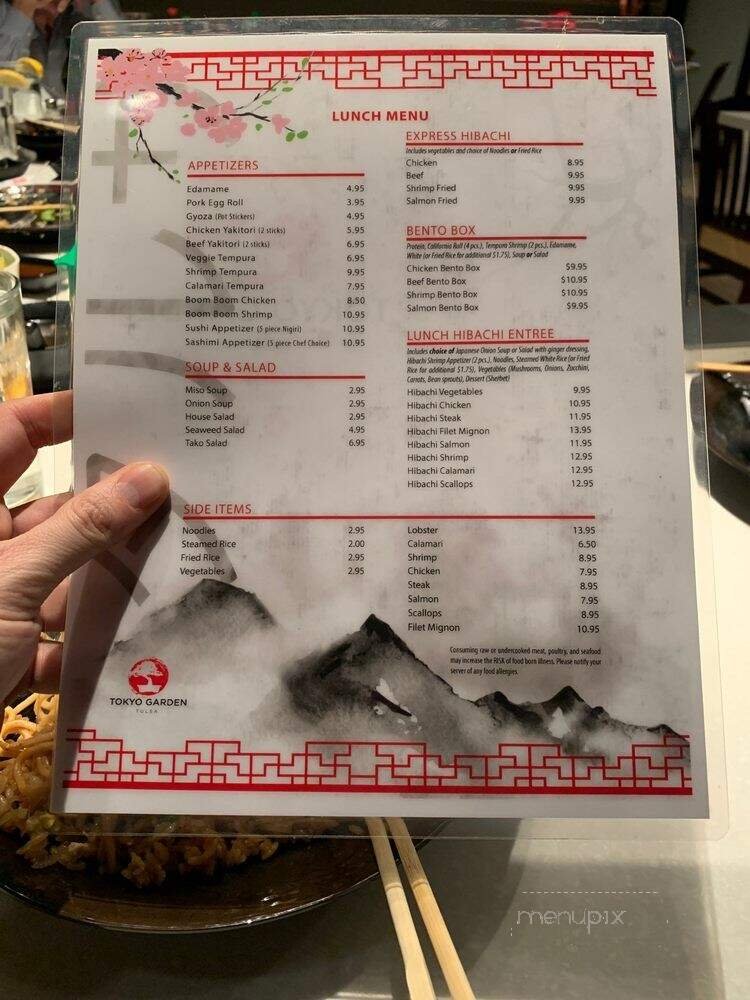 LUNCH MENU
APPETIZERS
Edamame 4.95
Pork Egg Roll 3.95
Gyoza (Pot Stickers) 4.95
Chicken Yakitori (2 sticks) 5.95
Beef Yakitori (2 sticks) 6.95
Veggie Tempura 6.95
Shrimp Tempura 9.95
Calamari Tempura 7.95
Boom Boom Chicken 8.50
Boom Boom Shrimp 10.95
Sushi Appetizer (5 piece Nigiri) 10.95
Sashimi Appetizer (5 piece Chef Choice) 10.95
SOUP & SALAD
Miso Soup 2.95
Onion Soup 2.95
House Salad 2.95
Seaweed Salad 4.95
Tako Salad 6.95
EXPRESS HIBACHI
Includes vegetables and choice of Noodles or Fried Rice
Chicken 8.95
Beef 9.95
Shrimp Fried 9.95
Salmon Fried 9.95
BENTO BOX
Protein, California Roll (4 pcs.), Tempura Shrimp (2 pcs.), Edamame,
White (or Fried Rice for additional $1.75), Soup or Salad
Chicken Bento Box $9.95
Beef Bento Box $10.95
Shrimp Bento Box $10.95
Salmon Bento Box $9.95
LUNCH HIBACHI ENTREE
Includes choice of Japanese Onion Soup or Salad with ginger dressing,
Hibachi Shrimp Appetizer (2 pcs.), Noodles, Steamed White Rice (or Fried
Rice for additional $1.75), Vegetables (Mushrooms, Onions, Zucchini,
Carrots, Bean sprouts), Dessert (Sherbet)
Hibachi Vegetables 9.95
Hibachi Chicken 10.95
Hibachi Steak 11.95
Hibachi Filet Mignon 13.95
Hibachi Salmon 11.95
Hibachi Shrimp 12.95
Hibachi Calamari 12.95
Hibachi Scallops 12.95
SIDE ITEMS
Noodles 2.95
Steamed Rice 2.00
Fried Rice 2.95
Vegetables 2.95
Lobster 13.95
Calamari 6.50
Shrimp 8.95
Chicken 7.95
Steak 8.95
Salmon 7.95
Scallops 8.95
Filet Mignon 10.95
Consuming raw or undercooked meat, poultry, and seafood
may increase the RISK of food born illness. Please notify your
server of any food allergies.
TOKYO GARDEN
TULSA
menupix